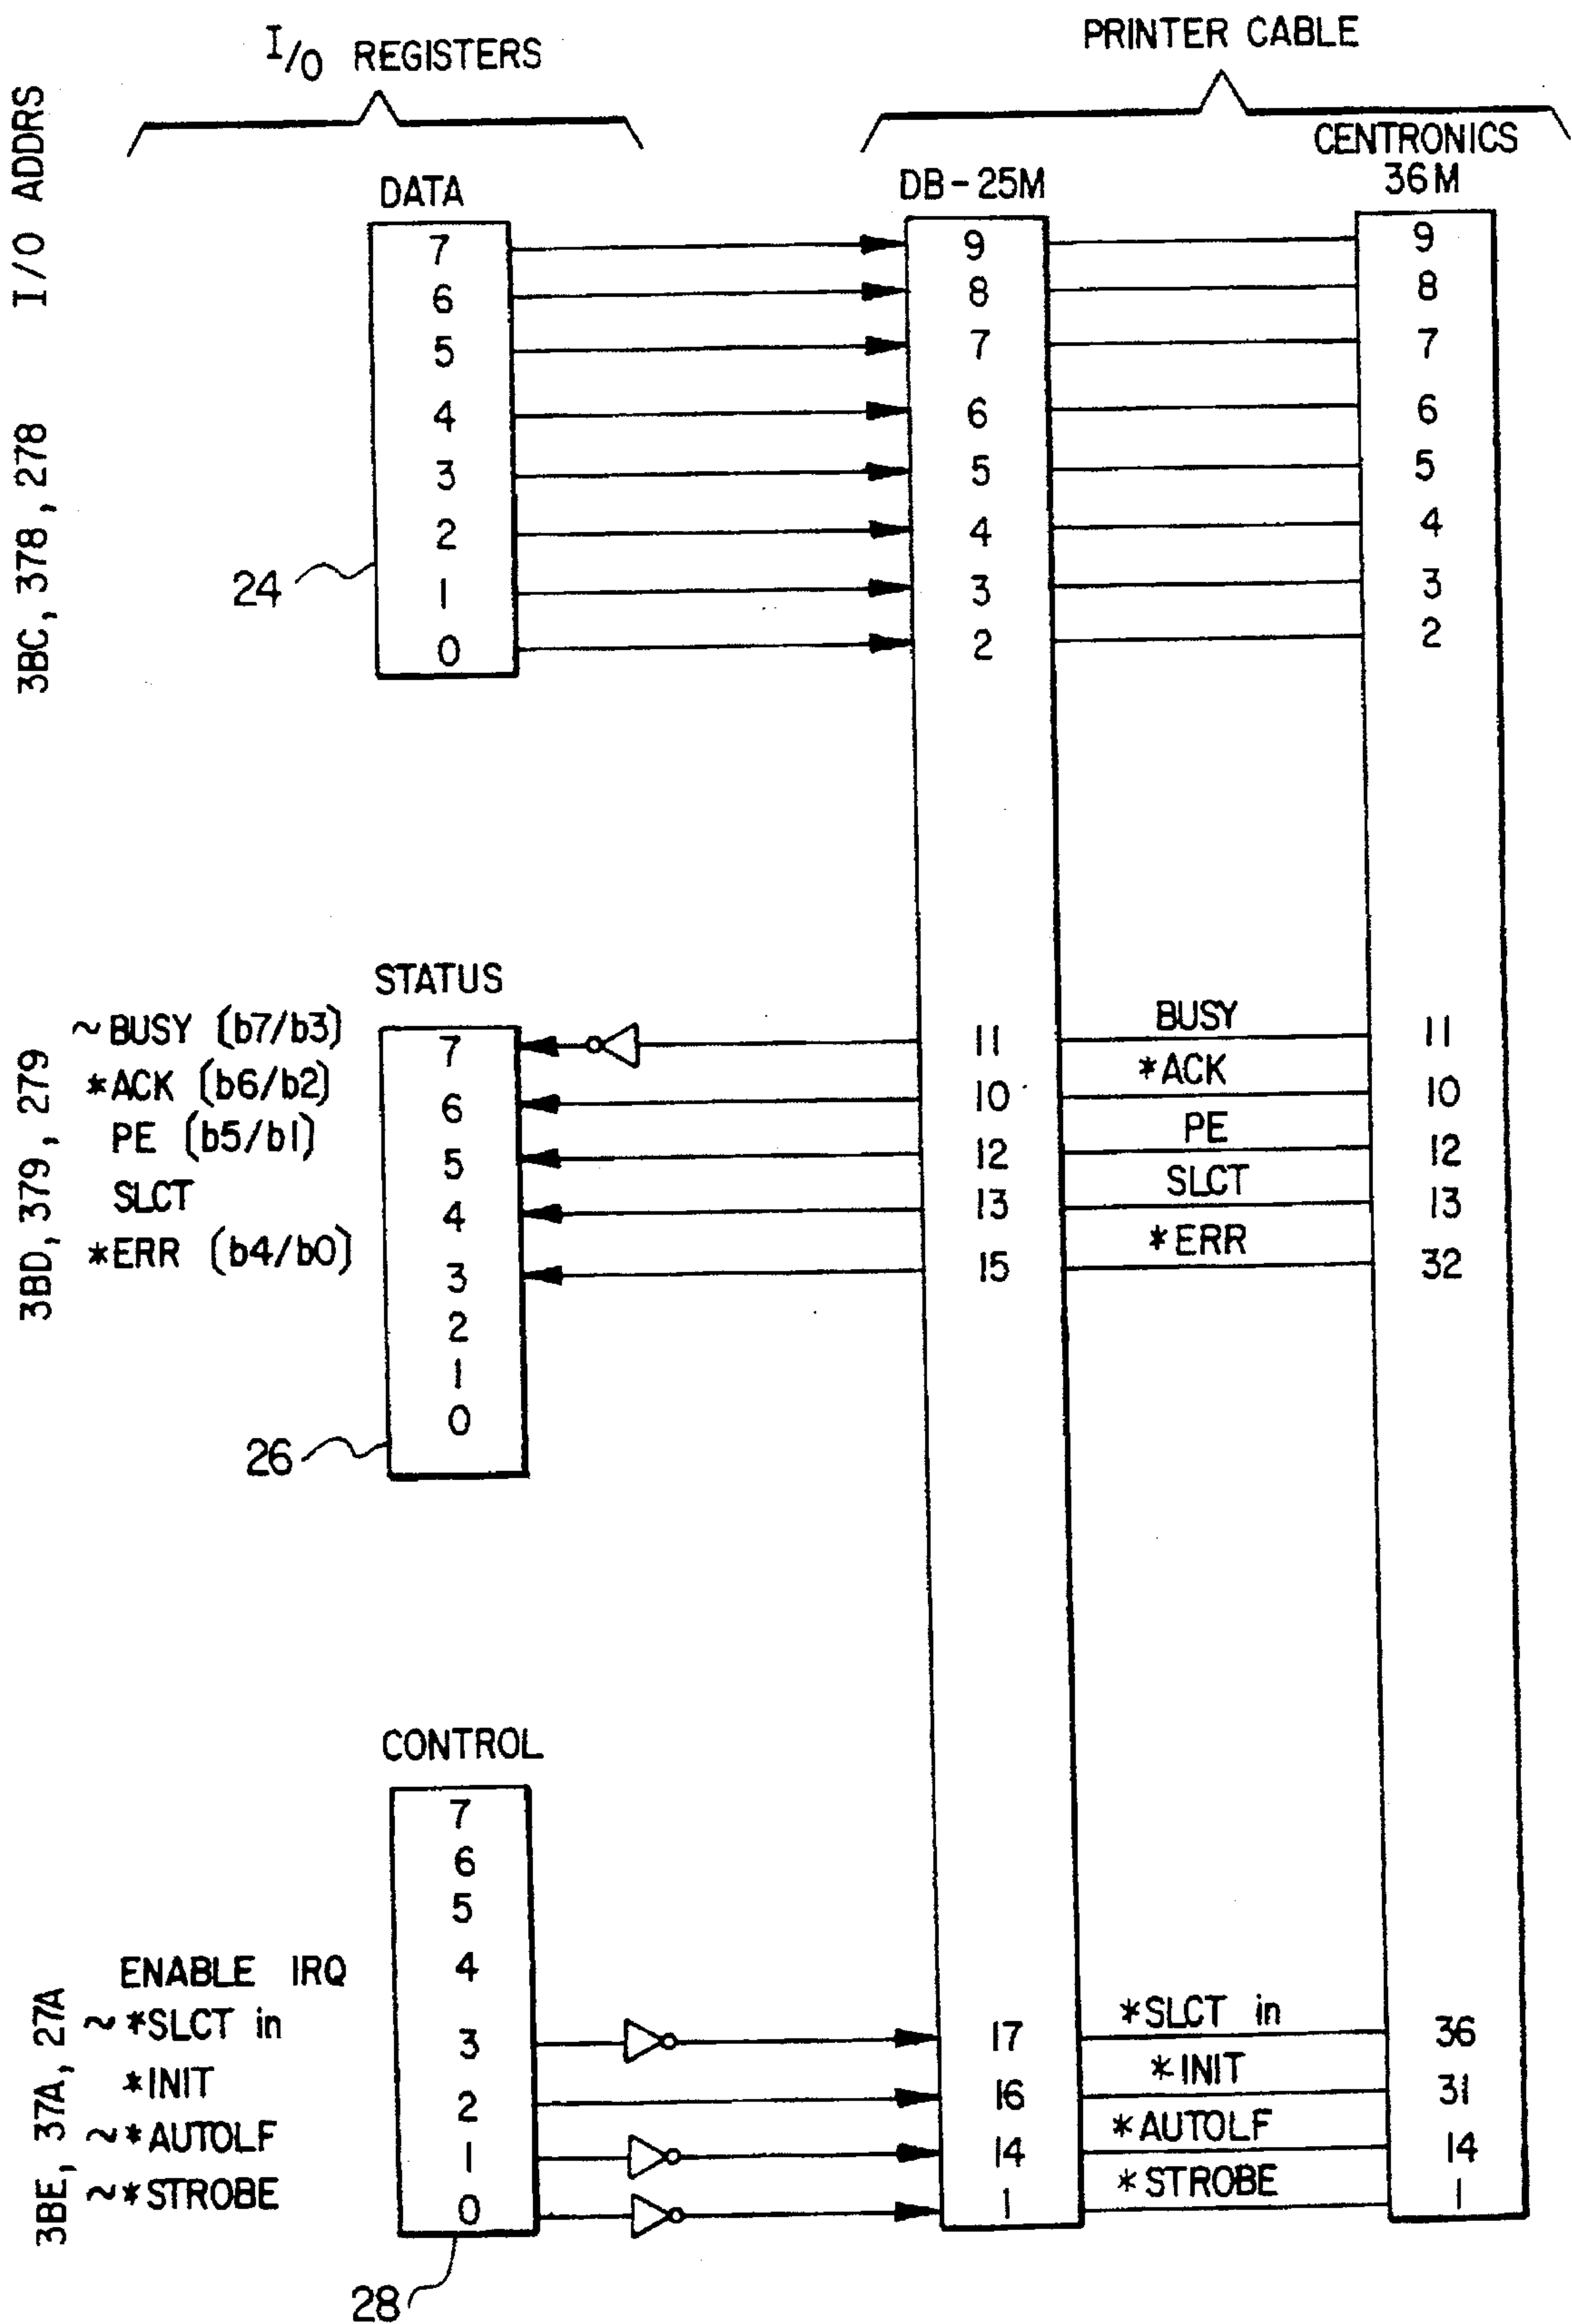 I/O REGISTERS
PRINTER CABLE
I/O ADDRS
CENTRONICS
36M
DATA
DB-25M
3BC, 378, 278
7 9 9
6 8 8
5 7 7
4 6 6
3 5 5
2 4 4
24
1 3 3
0 2 2
STATUS
3BD, 379, 279
BUSY
~BUSY (b7/b3) 7 11 11
*ACK
*ACK (b6/b2) 6 10 10
PE
PE (b5/b1) 5 12 12
SLCT
SLCT 4 13 13
*ERR
*ERR (b4/b0) 3 15 32
2
1
0
26
CONTROL
7
6
5
ENABLE IRQ 4
3BE, 37A, 27A
*SLCT in
~*SLCT in 3 17 36
*INIT
*INIT 2 16 31
*AUTOLF
~*AUTOLF 1 14 14
*STROBE
~*STROBE 0 1 1
28